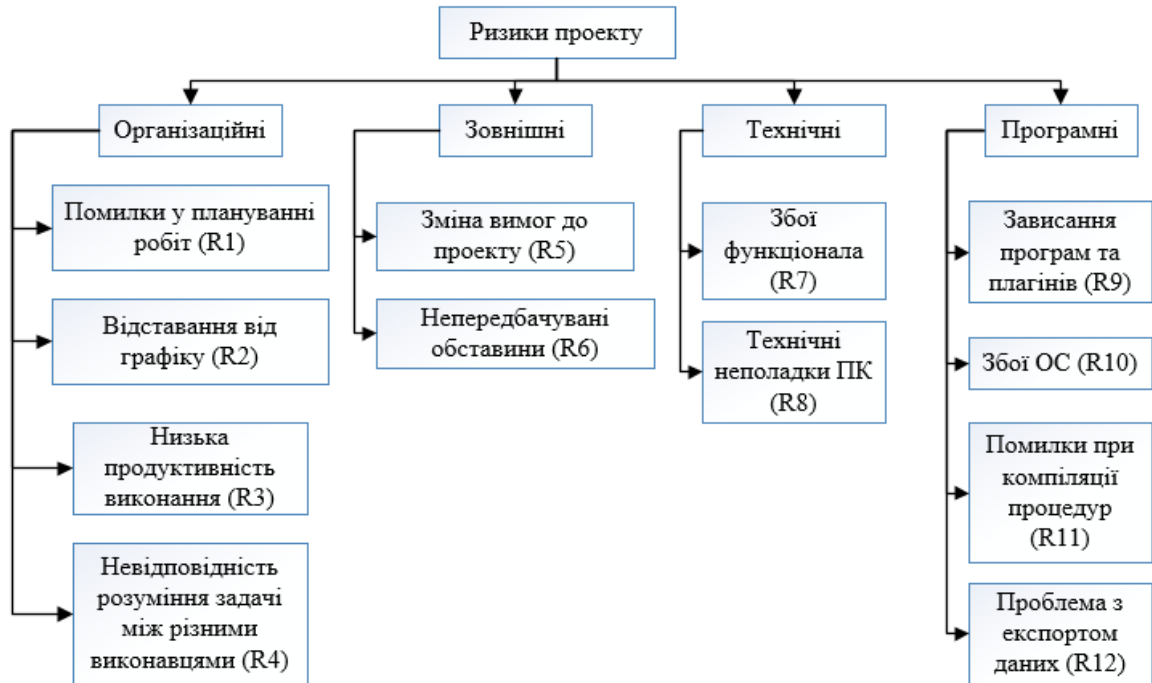 Ризики проекту
Організаційні
Зовнішні
Технічні
Програмні
Помилки у плануванні
робіт (R1)
Відставання від
графіку (R2)
Низька
продуктивність
виконання (R3)
Невідповідність
розуміння задачі
між різними
виконавцями (R4)
Зміна вимог до
проекту (R5)
Непередбачувані
обставини (R6)
Збої
функціонала
(R7)
Технічні
неполадки ПК
(R8)
Зависання
програм та
плагінів (R9)
Збої ОС (R10)
Помилки при
компіляції
процедур
(R11)
Проблема з
експортом
даних (R12)